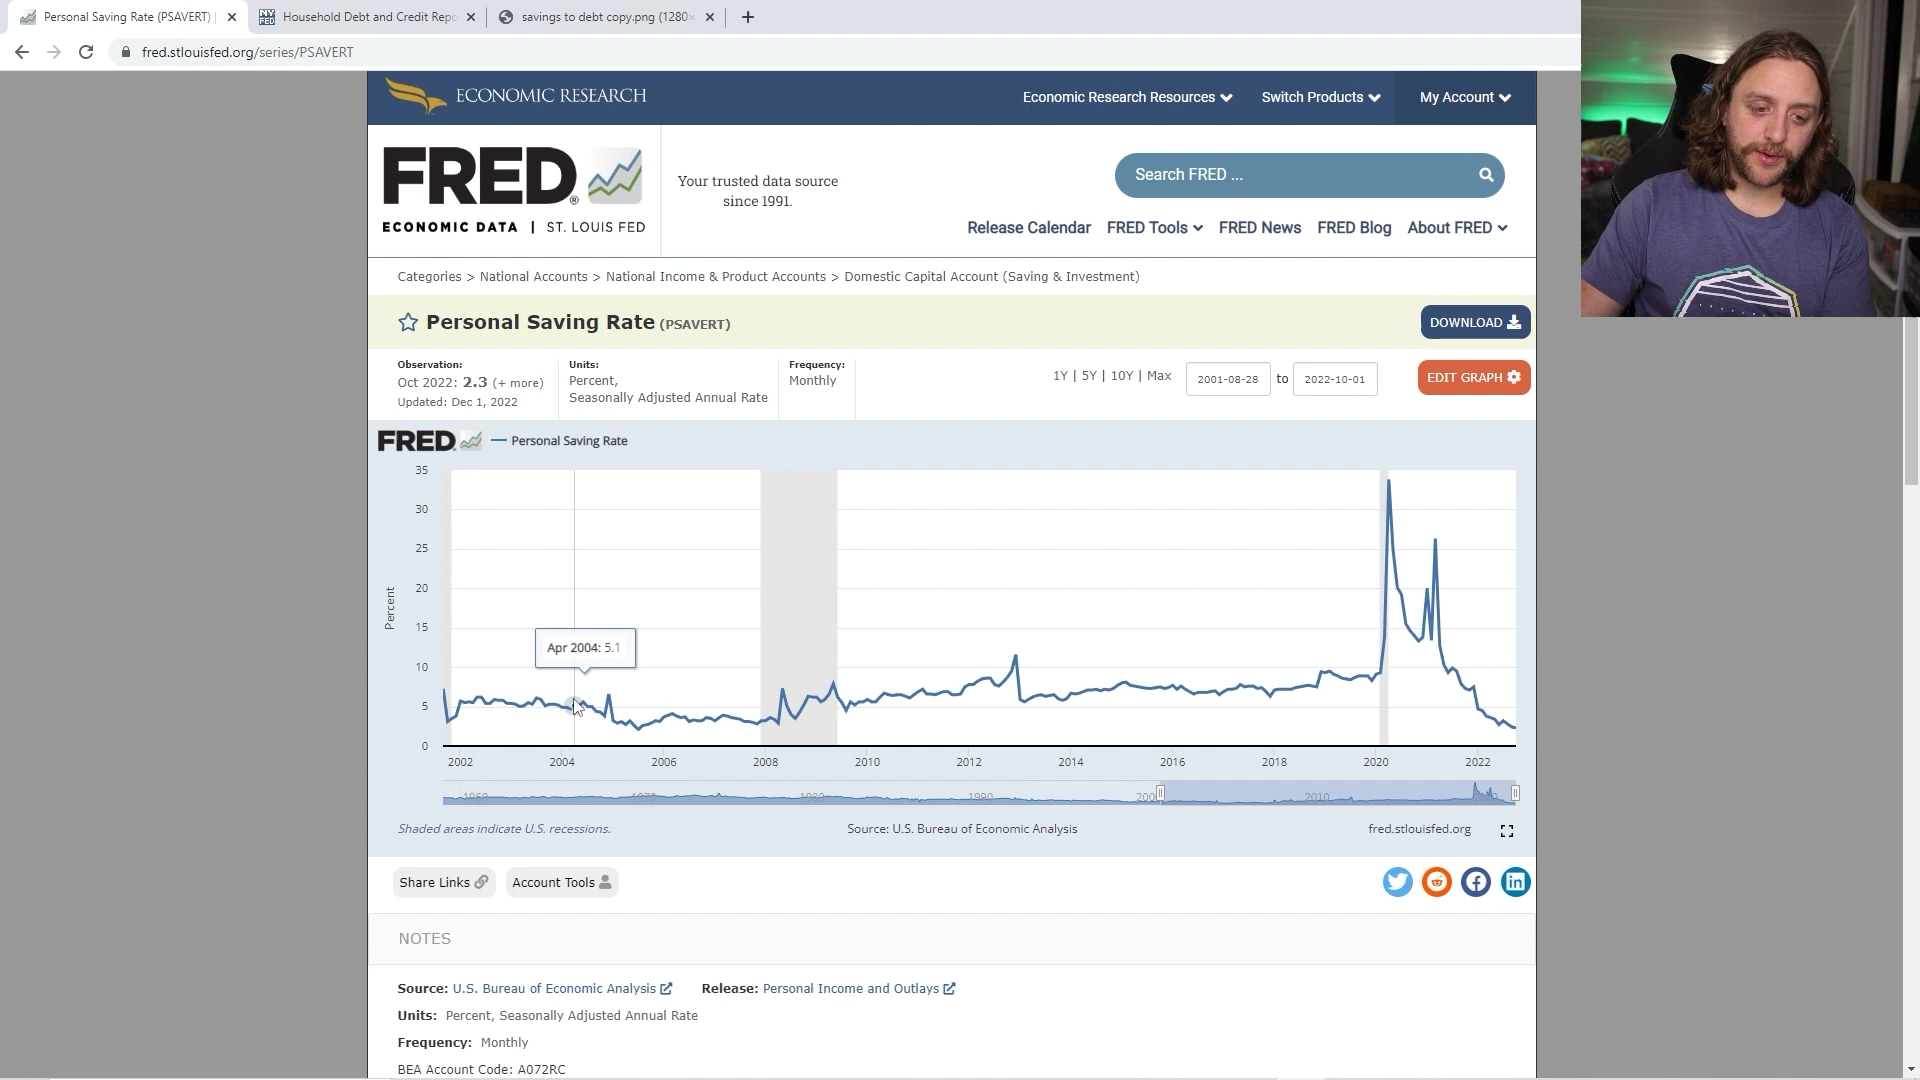 Personal Saving Rate (PSAVERT) |
Household Debt and Credit Repo
savings to debt copy.png (1280×
fred.stlouisfed.org/series/PSAVERT
ECONOMIC RESEARCH
Economic Research Resources
Switch Products
My Account
FRED®
ECONOMIC DATA | ST. LOUIS FED
Your trusted data source
since 1991.
Search FRED ...
Release Calendar
FRED Tools
FRED News
FRED Blog
About FRED
Categories > National Accounts > National Income & Product Accounts > Domestic Capital Account (Saving & Investment)
Personal Saving Rate (PSAVERT)
DOWNLOAD
Observation:
Oct 2022: 2.3 (+ more)
Updated: Dec 1, 2022
Units:
Percent,
Seasonally Adjusted Annual Rate
Frequency:
Monthly
1Y | 5Y | 10Y | Max
2001-08-28 to 2022-10-01
EDIT GRAPH
FRED
Personal Saving Rate
35
30
25
20
15
10
5
0
Percent
Apr 2004: 5.1
2002 2004 2006 2008 2010 2012 2014 2016 2018 2020 2022
1960 1970 1980 1990 200 2010
Shaded areas indicate U.S. recessions.
Source: U.S. Bureau of Economic Analysis
fred.stlouisfed.org
Share Links
Account Tools
NOTES
Source: U.S. Bureau of Economic Analysis
Release: Personal Income and Outlays
Units: Percent, Seasonally Adjusted Annual Rate
Frequency: Monthly
BEA Account Code: A072RC